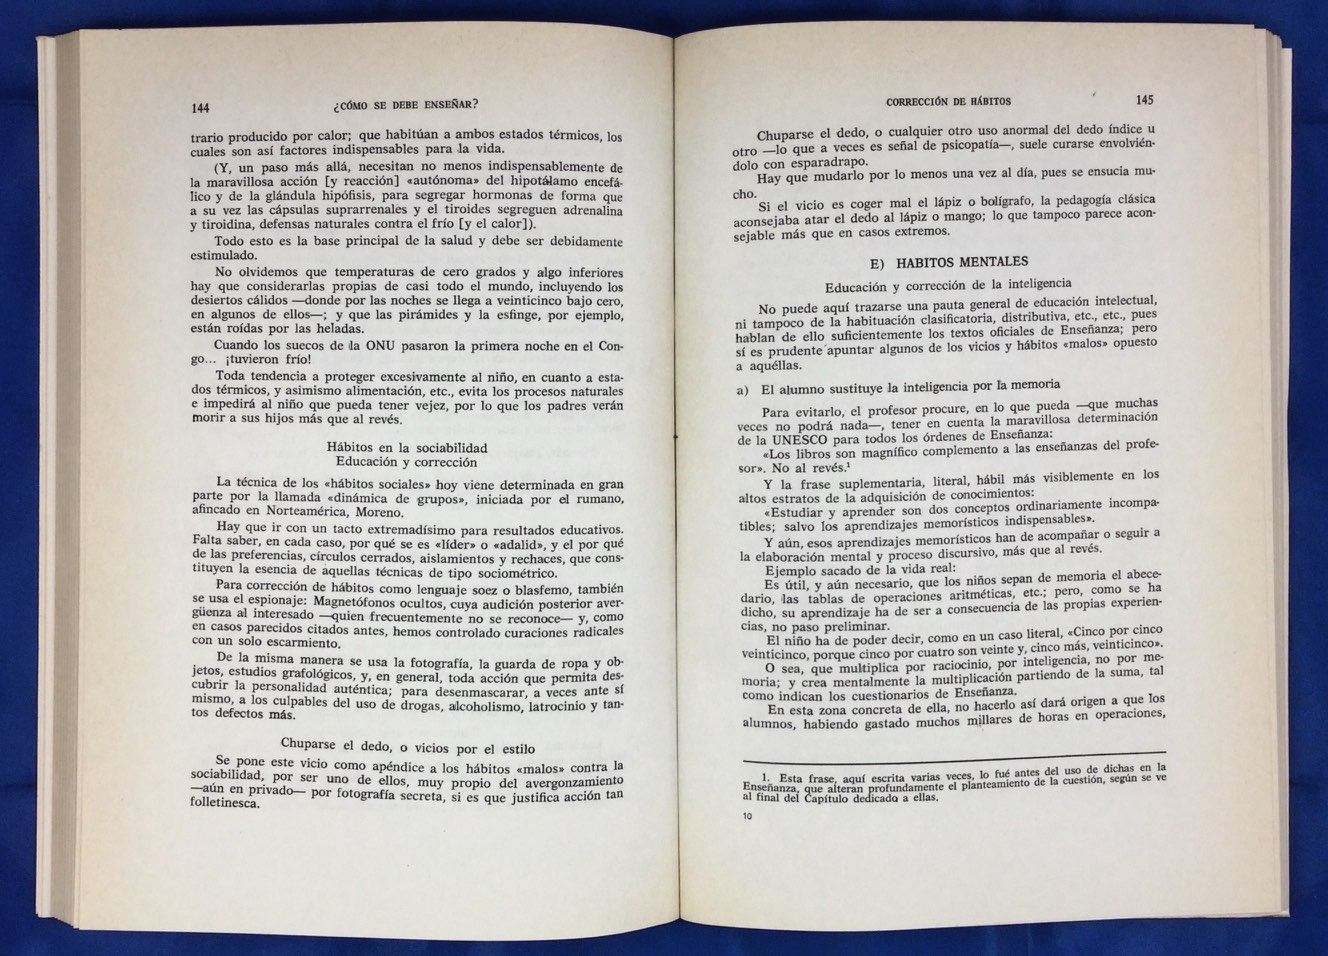 144
¿CÓMO SE DEBE ENSEÑAR?
trario producido por calor; que habitúan a ambos estados térmicos, los
cuales son así factores indispensables para la vida.
(Y, un paso más allá, necesitan no menos indispensablemente de
la maravillosa acción [y reacción] «autónoma» del hipotálamo encefá-
lico y de la glándula hipófisis, para segregar hormonas de forma que
a su vez las cápsulas suprarrenales y el tiroides segreguen adrenalina
y tiroidina, defensas naturales contra el frío [y el calor]).
Todo esto es la base principal de la salud y debe ser debidamente
estimulado.
No olvidemos que temperaturas de cero grados y algo inferiores
hay que considerarlas propias de casi todo el mundo, incluyendo los
desiertos cálidos —donde por las noches se llega a veinticinco bajo cero,
en algunos de ellos—; y que las pirámides y la esfinge, por ejemplo,
están roídas por las heladas.
Cuando los suecos de la ONU pasaron la primera noche en el Con-
go... ¡tuvieron frío!
Toda tendencia a proteger excesivamente al niño, en cuanto a esta-
dos térmicos, y asimismo alimentación, etc., evita los procesos naturales
e impedirá al niño que pueda tener vejez, por lo que los padres verán
morir a sus hijos más que al revés.
Hábitos en la sociabilidad
Educación y corrección
La técnica de los «hábitos sociales» hoy viene determinada en gran
parte por la llamada «dinámica de grupos», iniciada por el rumano,
afincado en Norteamérica, Moreno.
Hay que ir con un tacto extremadísimo para resultados educativos.
Falta saber, en cada caso, por qué se es «líder» o «adalid», y el por qué
de las preferencias, círculos cerrados, aislamientos y rechaces, que cons-
tituyen la esencia de aquellas técnicas de tipo sociométrico.
Para corrección de hábitos como lenguaje soez o blasfemo, también
se usa el espionaje: Magnetófonos ocultos, cuya audición posterior aver-
güenza al interesado —quien frecuentemente no se reconoce— y, como
en casos parecidos citados antes, hemos controlado curaciones radicales
con un solo escarmiento.
De la misma manera se usa la fotografía, la guarda de ropa y ob-
jetos, estudios grafológicos, y, en general, toda acción que permita des-
cubrir la personalidad auténtica; para desenmascarar, a veces ante sí
mismo, a los culpables del uso de drogas, alcoholismo, latrocinio y tan-
tos defectos más.
Chuparse el dedo, o vicios por el estilo
Se pone este vicio como apéndice a los hábitos «malos» contra la
sociabilidad, por ser uno de ellos, muy propio del avergonzamiento
—aún en privado— por fotografía secreta, si es que justifica acción tan
folletinesca.
CORRECCIÓN DE HÁBITOS
145
Chuparse el dedo, o cualquier otro uso anormal del dedo índice u
otro —lo que a veces es señal de psicopatía—, suele curarse envolvién-
dolo con esparadrapo.
Hay que mudarlo por lo menos una vez al día, pues se ensucia mu-
cho.
Si el vicio es coger mal el lápiz o bolígrafo, la pedagogía clásica
aconsejaba atar el dedo al lápiz o mango; lo que tampoco parece acon-
sejable más que en casos extremos.
E) HABITOS MENTALES
Educación y corrección de la inteligencia
No puede aquí trazarse una pauta general de educación intelectual,
ni tampoco de la habituación clasificatoria, distributiva, etc., etc., pues
hablan de ello suficientemente los textos oficiales de Enseñanza; pero
sí es prudente apuntar algunos de los vicios y hábitos «malos» opuesto
a aquéllas.
a) El alumno sustituye la inteligencia por la memoria
Para evitarlo, el profesor procure, en lo que pueda —que muchas
veces no podrá nada—, tener en cuenta la maravillosa determinación
de la UNESCO para todos los órdenes de Enseñanza:
«Los libros son magnífico complemento a las enseñanzas del profe-
sor». No al revés.¹
Y la frase suplementaria, literal, hábil más visiblemente en los
altos estratos de la adquisición de conocimientos:
«Estudiar y aprender son dos conceptos ordinariamente incompa-
tibles; salvo los aprendizajes memorísticos indispensables».
Y aún, esos aprendizajes memorísticos han de acompañar o seguir a
la elaboración mental y proceso discursivo, más que al revés.
Ejemplo sacado de la vida real:
Es útil, y aún necesario, que los niños sepan de memoria el abece-
dario, las tablas de operaciones aritméticas, etc.; pero, como se ha
dicho, su aprendizaje ha de ser a consecuencia de las propias experien-
cias, no paso preliminar.
El niño ha de poder decir, como en un caso literal, «Cinco por cinco
veinticinco, porque cinco por cuatro son veinte y, cinco más, veinticinco».
O sea, que multiplica por raciocinio, por inteligencia, no por me-
moria; y crea mentalmente la multiplicación partiendo de la suma, tal
como indican los cuestionarios de Enseñanza.
En esta zona concreta de ella, no hacerlo así dará origen a que los
alumnos, habiendo gastado muchos millares de horas en operaciones,
1. Esta frase, aquí escrita varias veces, lo fué antes del uso de dichas en la
Enseñanza, que alteran profundamente el planteamiento de la cuestión, según se ve
al final del Capítulo dedicado a ellas.
10